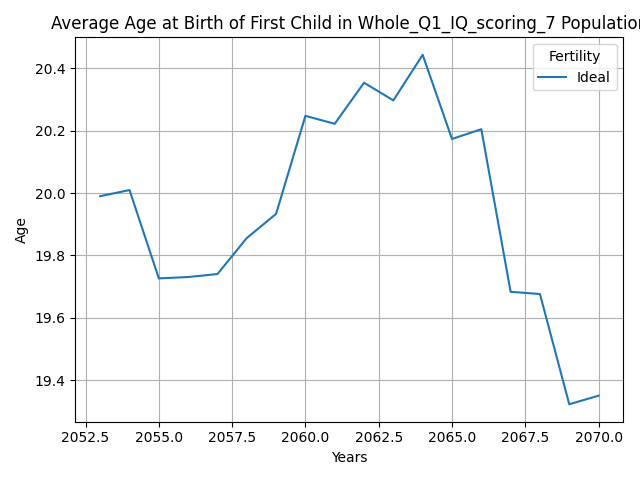 Average Age at Birth of First Child in Whole_Q1_IQ_scoring_7 Population
Fertility
Ideal
20.4
20.2
20.0
19.8
19.6
19.4
Age
2052.5 2055.0 2057.5 2060.0 2062.5 2065.0 2067.5 2070.0
Years